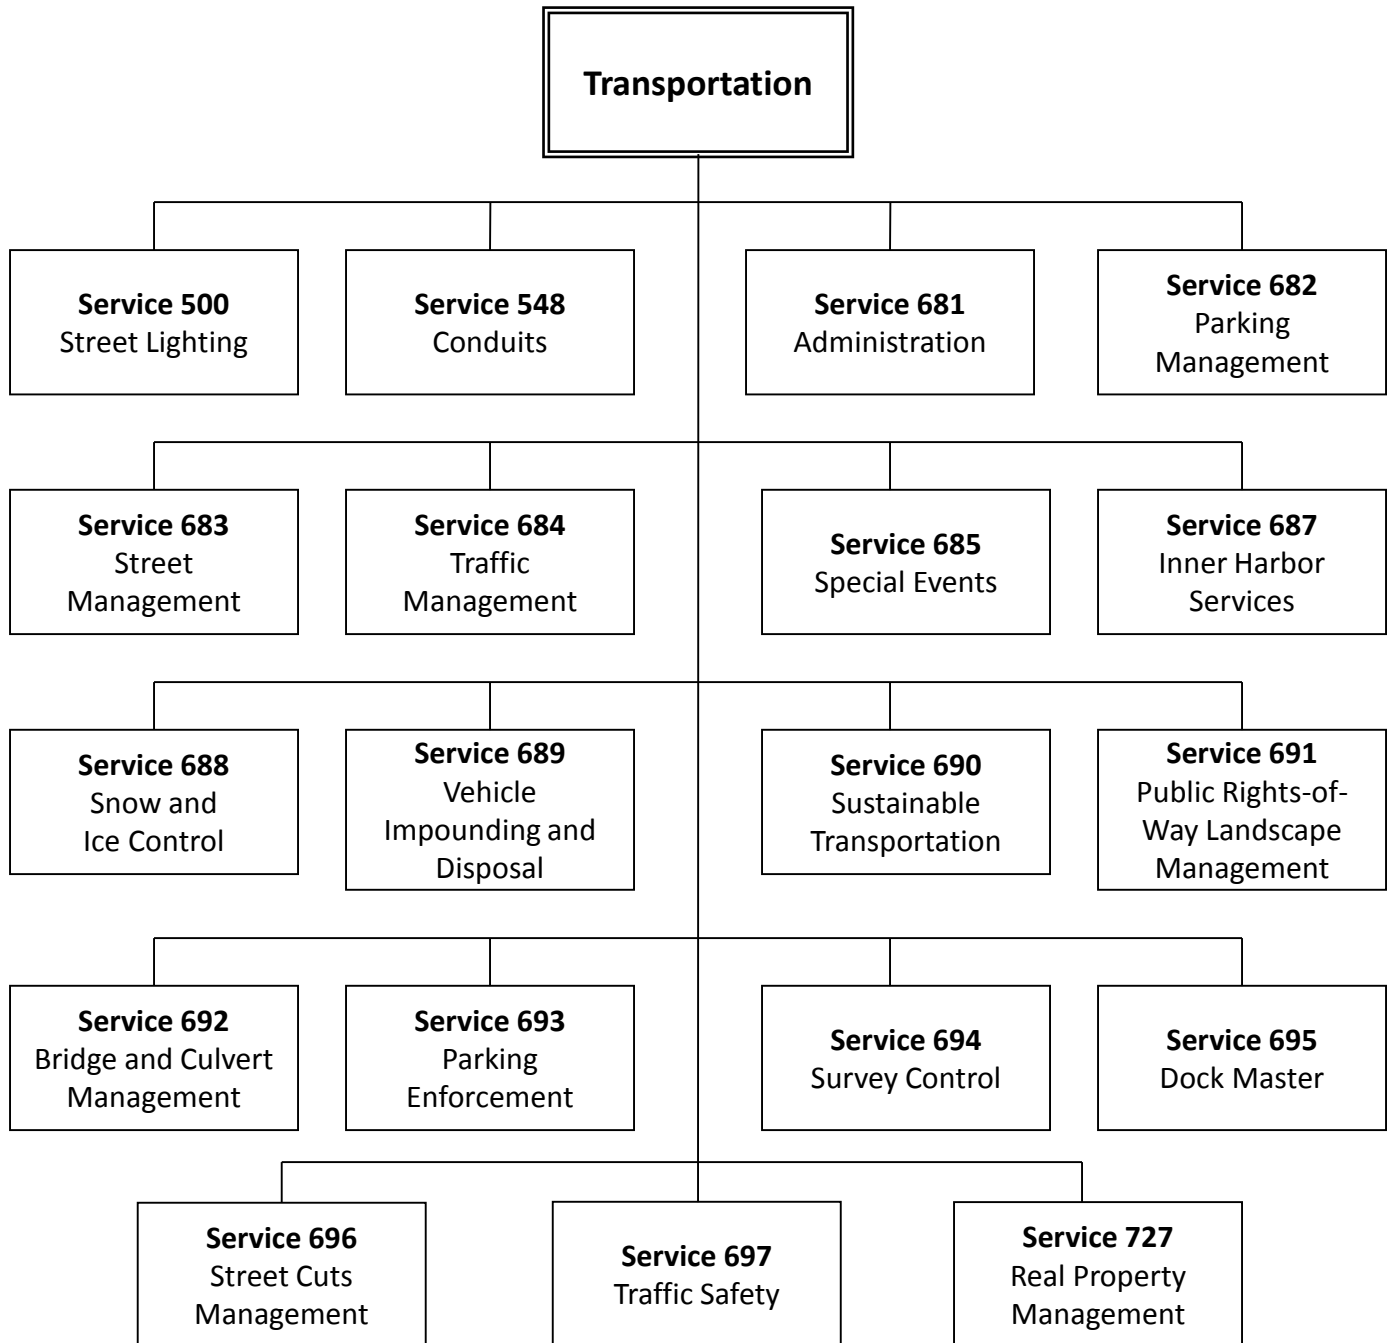 Transportation
Service 500
Street Lighting
Service 548
Conduits
Service 681
Administration
Service 682
Parking
Management
Service 683
Street
Management
Service 684
Traffic
Management
Service 685
Special Events
Service 687
Inner Harbor
Services
Service 688
Snow and
Ice Control
Service 689
Vehicle
Impounding and
Disposal
Service 690
Sustainable
Transportation
Service 691
Public Rights-of-
Way Landscape
Management
Service 692
Bridge and Culvert
Management
Service 693
Parking
Enforcement
Service 694
Survey Control
Service 695
Dock Master
Service 696
Street Cuts
Management
Service 697
Traffic Safety
Service 727
Real Property
Management